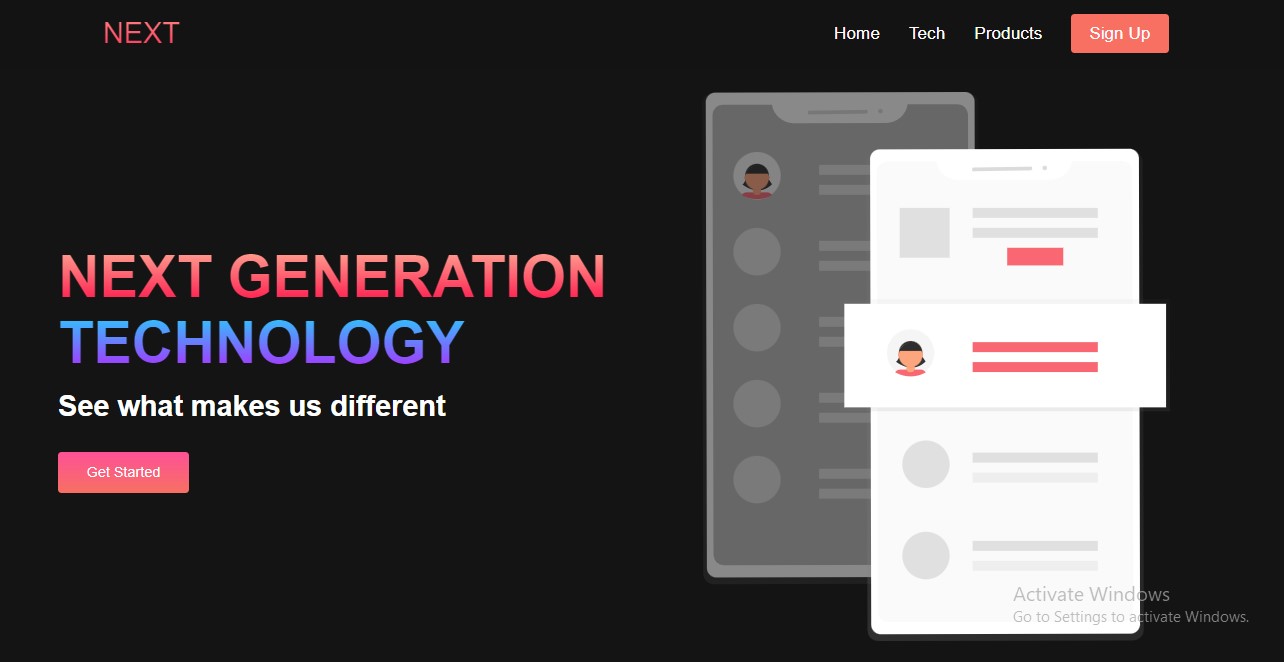 NEXT
Home
Tech
Products
Sign Up
NEXT GENERATION
TECHNOLOGY
See what makes us different
Get Started
Activate Windows
Go to Settings to activate Windows.